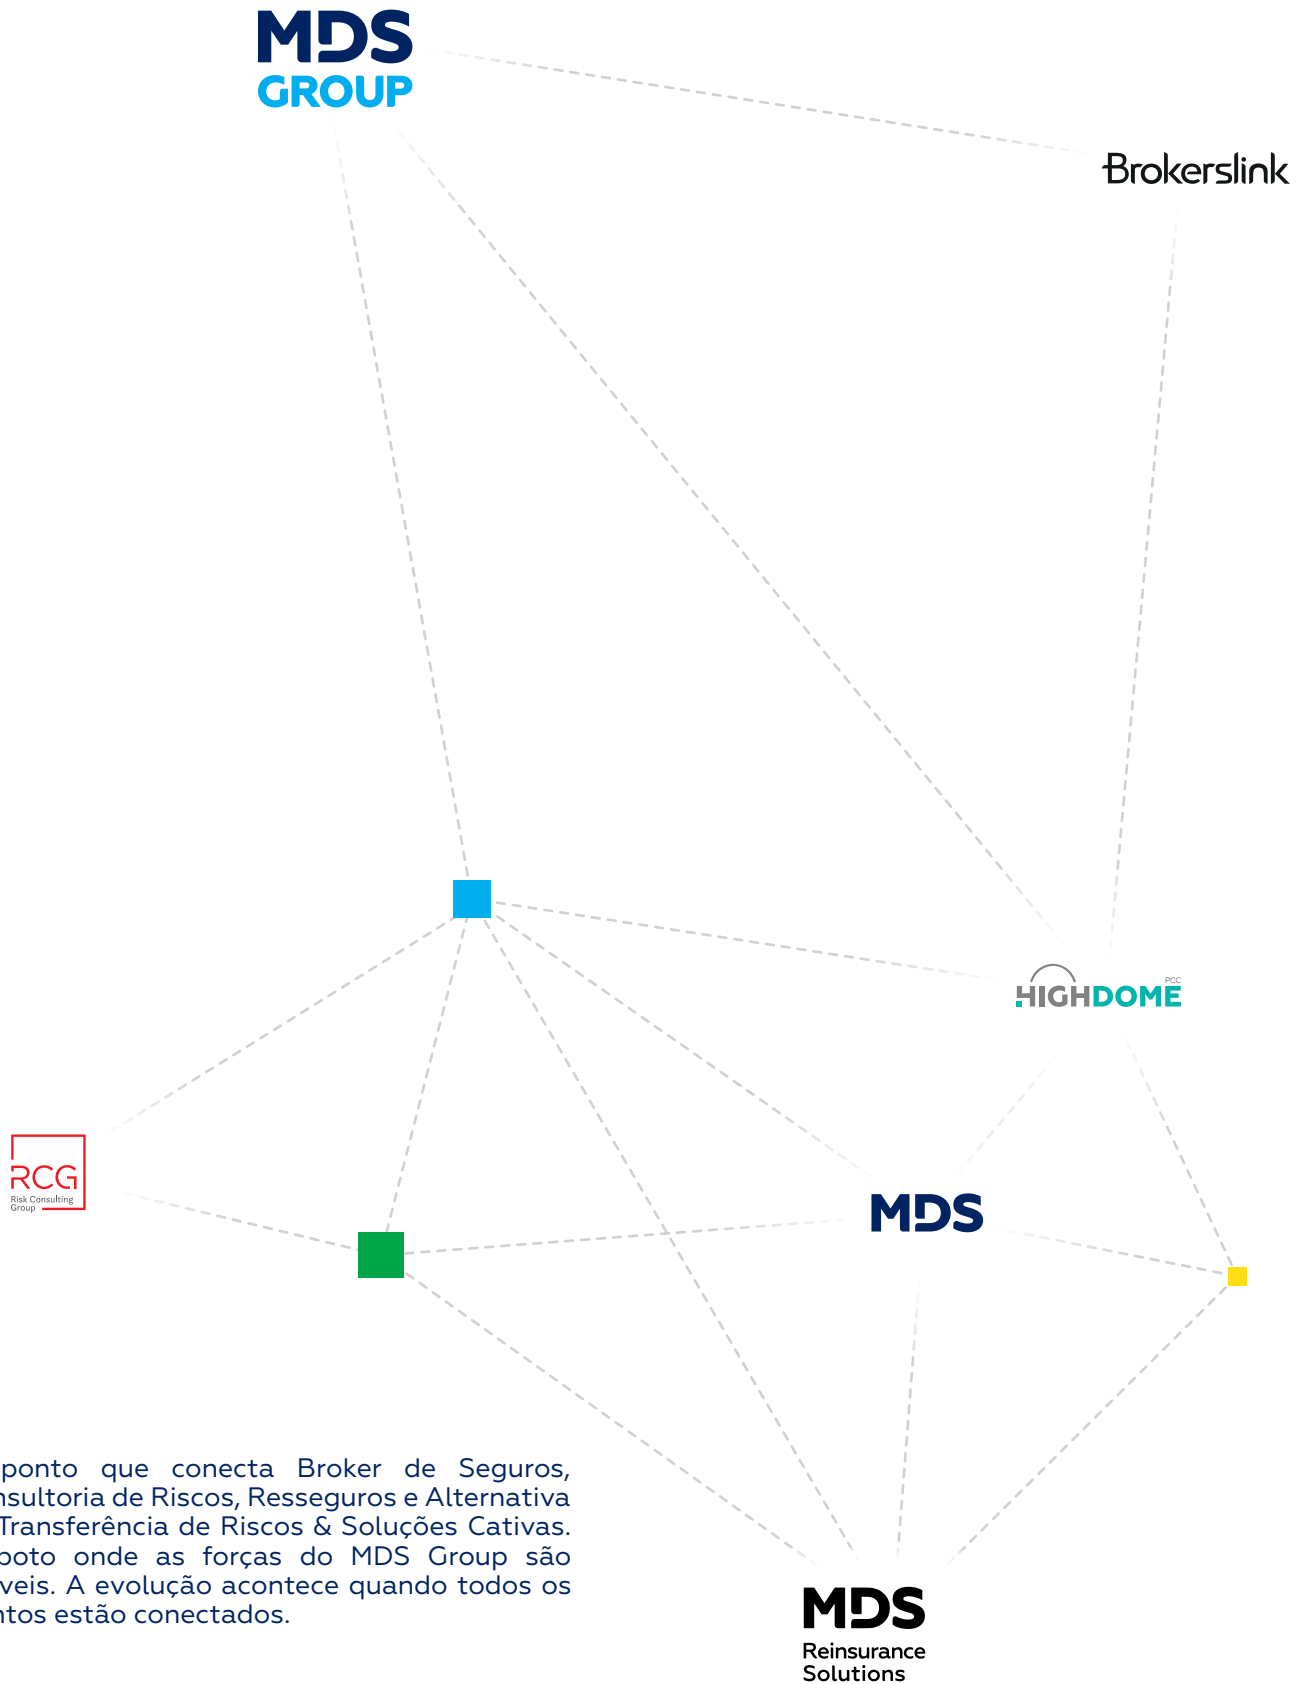 MDS
GROUP
Brokerslink
PCC
HIGHDOME
RCG
Risk Consulting
Group
MDS
ponto que conecta Broker de Seguros,
nsultoria de Riscos, Resseguros e Alternativa
Transferência de Riscos & Soluções Cativas.
poto onde as forças do MDS Group são
veis. A evolução acontece quando todos os
ntos estão conectados.
MDS
Reinsurance
Solutions